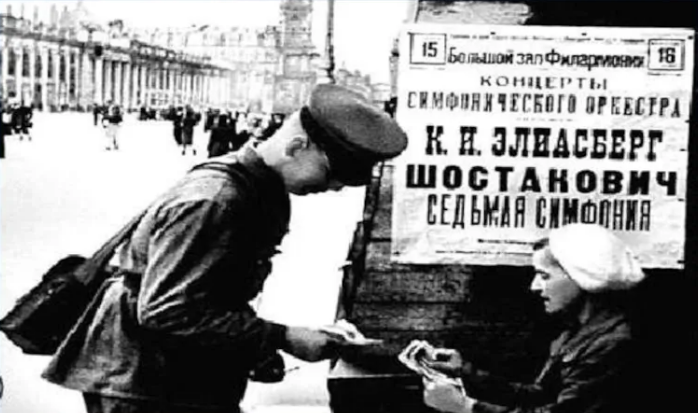 15 Большой зал Филармонии 16
КОНЦЕРТЫ
СИМФОНИЧЕСКОГО ОРКЕСТРА
К. И. ЭЛИАСБЕРГ
ШОСТАКОВИЧ
СЕДЬМАЯ СИМФОНИЯ